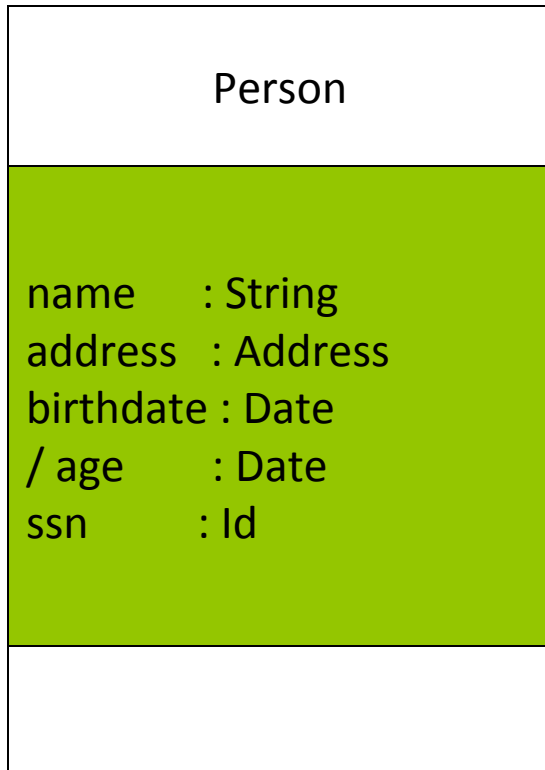 Person
name : String
address : Address
birthdate : Date
/ age : Date
ssn : Id